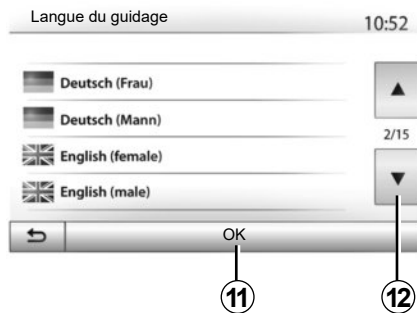 Langue du guidage
10:52
Deutsch (Frau)
▲
Deutsch (Mann)
2/15
English (female)
▼
English (male)
OK
11
12